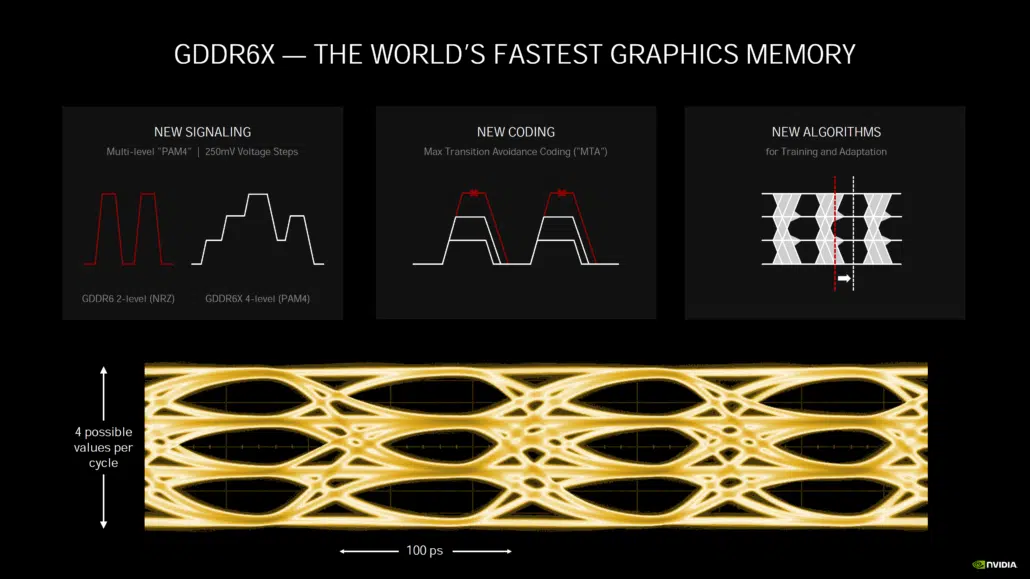 GDDR6X — THE WORLD'S FASTEST GRAPHICS MEMORY
NEW SIGNALING
Multi-level "PAM4" | 250mV Voltage Steps
GDDR6 2-level (NRZ)
GDDR6X 4-level (PAM4)
NEW CODING
Max Transition Avoidance Coding ("MTA")
NEW ALGORITHMS
for Training and Adaptation
4 possible
values per
cycle
100 ps
NVIDIA